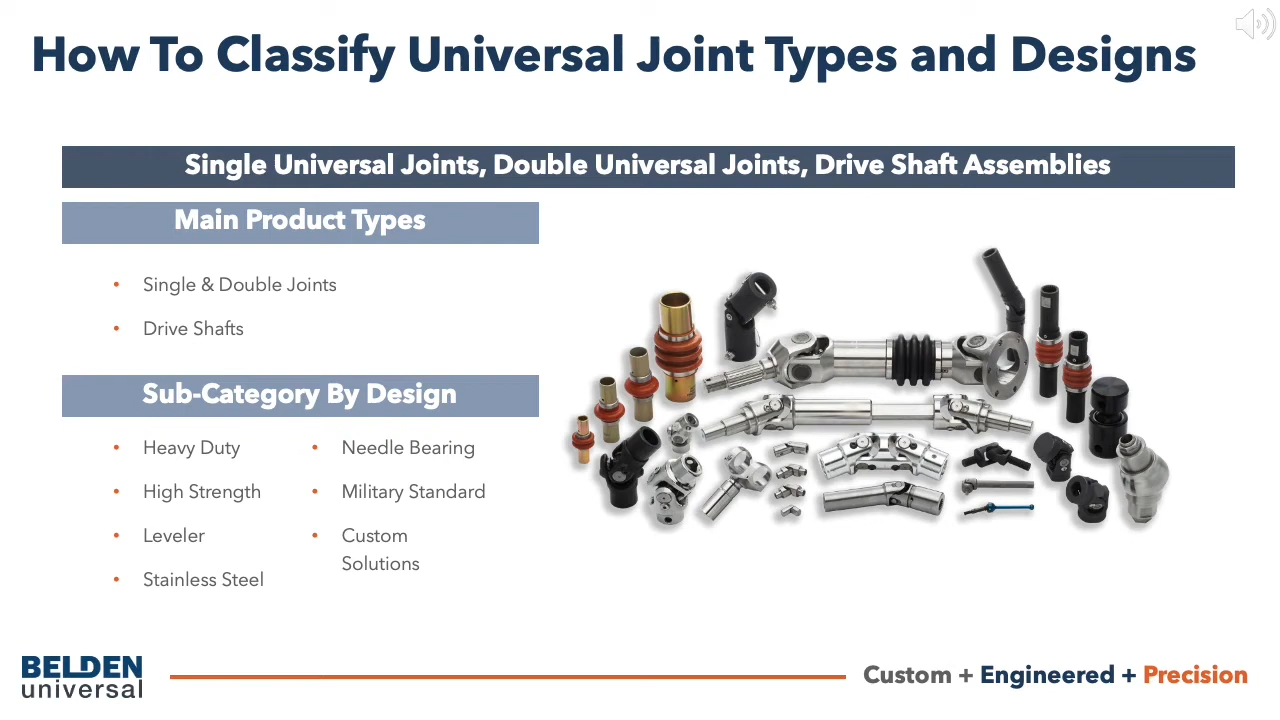 How To Classify Universal Joint Types and Designs
Single Universal Joints, Double Universal Joints, Drive Shaft Assemblies
Main Product Types
• Single & Double Joints
• Drive Shafts
Sub-Category By Design
• Heavy Duty
• High Strength
• Leveler
• Stainless Steel
• Needle Bearing
• Military Standard
• Custom
Solutions
BELDEN
universal
Custom + Engineered + Precision